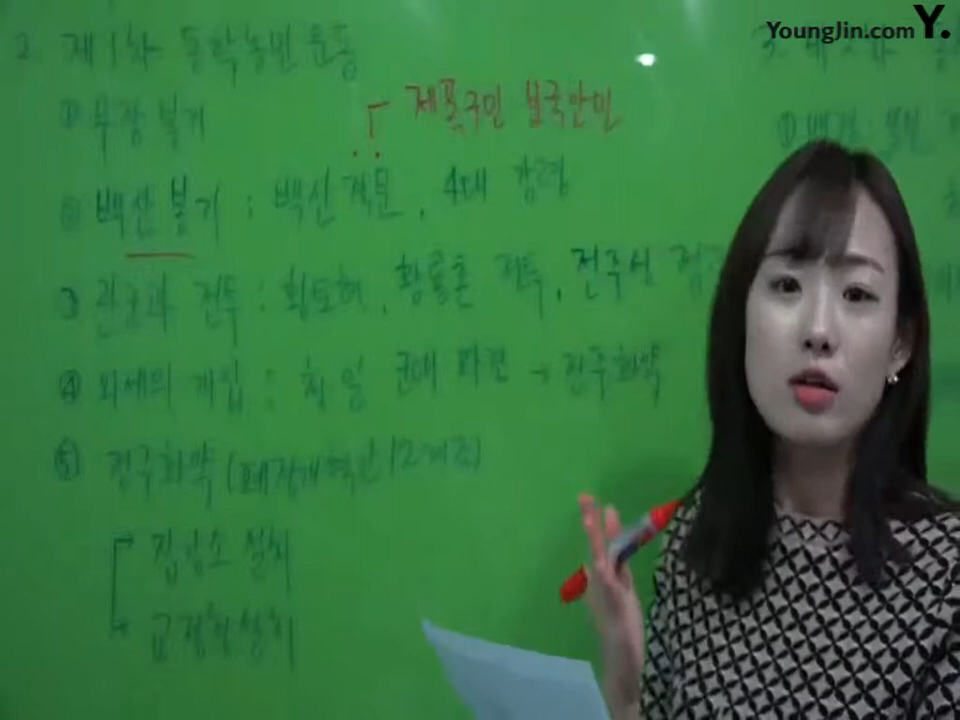 YoungJin.com Y.
2. 제1차 동학농민운동
① 무장 봉기
제폭구민 보국안민
② 백산 봉기 : 백산격문, 4대 강령
③ 관군과 전투 : 황토현, 황룡촌 전투, 전주성
④ 외세의 개입 : 청 일 군대 파견 → 전주화약
⑤ 전주화약 (폐정개혁안 12개조)
집강소 설치
교정청 설치